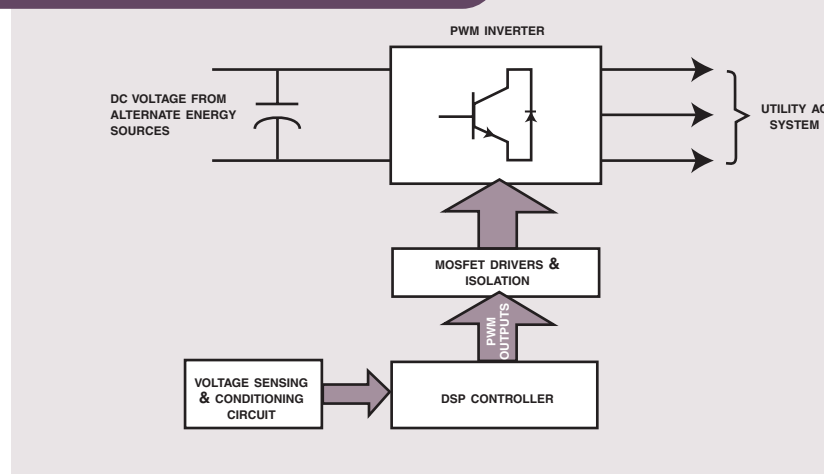 PWM INVERTER
DC VOLTAGE FROM
ALTERNATE ENERGY
SOURCES
UTILITY AC
SYSTEM
MOSFET DRIVERS &
ISOLATION
PWM
OUTPUTS
VOLTAGE SENSING
& CONDITIONING
CIRCUIT
DSP CONTROLLER